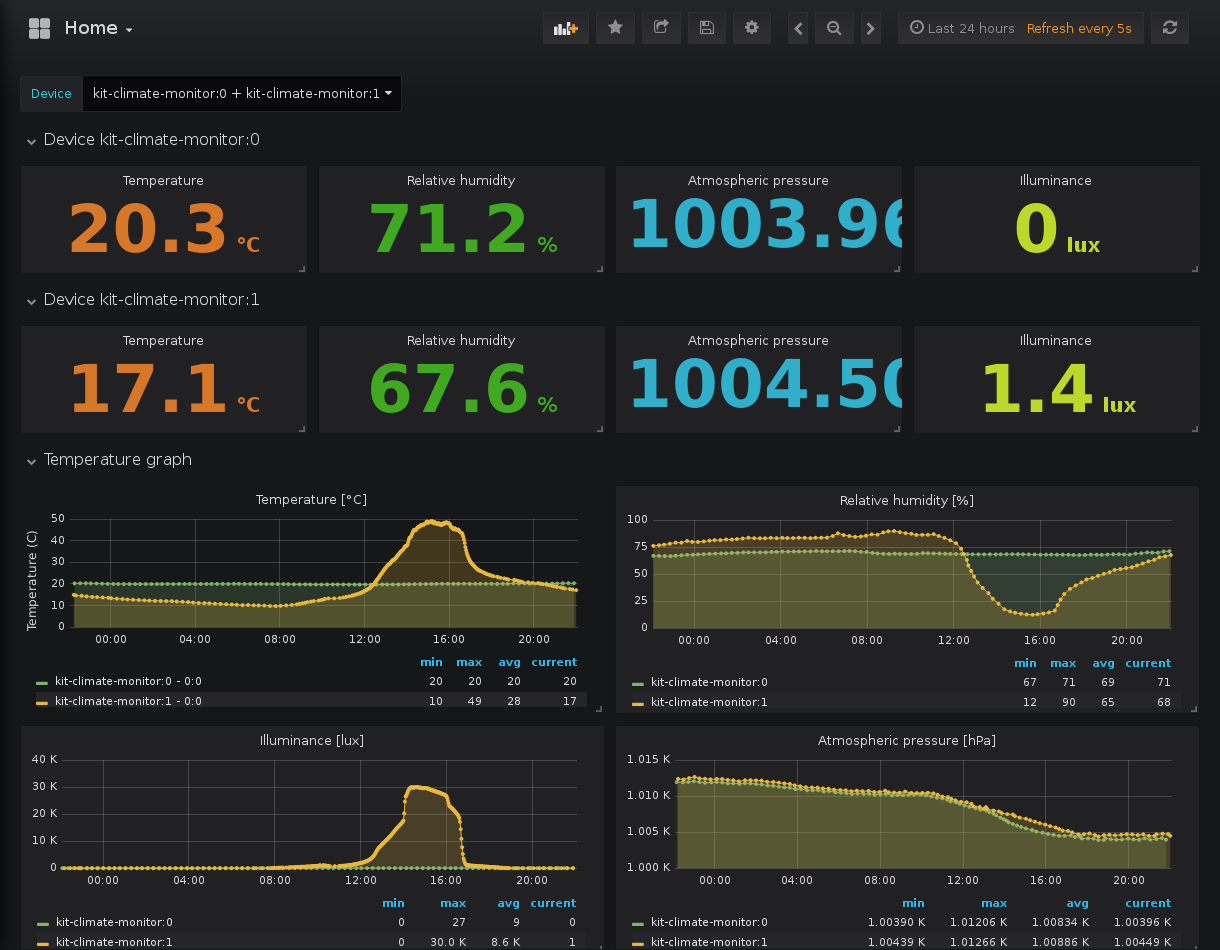 Home
Last 24 hours Refresh every 5s
Device kit-climate-monitor:0 + kit-climate-monitor:1
Device kit-climate-monitor:0
Temperature Relative humidity Atmospheric pressure Illuminance
20.3 °C 71.2 % 1003.96 0 lux
Device kit-climate-monitor:1
Temperature Relative humidity Atmospheric pressure Illuminance
17.1 °C 67.6 % 1004.50 1.4 lux
Temperature graph
Temperature [°C]
Temperature (C)
50
40
30
20
10
0
00:00 04:00 08:00 12:00 16:00 20:00
min max avg current
kit-climate-monitor:0 - 0:0 20 20 20 20
kit-climate-monitor:1 - 0:0 10 49 28 17
Relative humidity [%]
100
75
50
25
0
00:00 04:00 08:00 12:00 16:00 20:00
min max avg current
kit-climate-monitor:0 67 71 69 71
kit-climate-monitor:1 12 90 65 68
Illuminance [lux]
40 K
30 K
20 K
10 K
0
00:00 04:00 08:00 12:00 16:00 20:00
min max avg current
kit-climate-monitor:0 0 27 9 0
kit-climate-monitor:1 0 30.0 K 8.6 K 1
Atmospheric pressure [hPa]
1.015 K
1.010 K
1.005 K
1.000 K
00:00 04:00 08:00 12:00 16:00 20:00
min max avg current
kit-climate-monitor:0 1.00390 K 1.01206 K 1.00834 K 1.00396 K
kit-climate-monitor:1 1.00439 K 1.01266 K 1.00886 K 1.00449 K